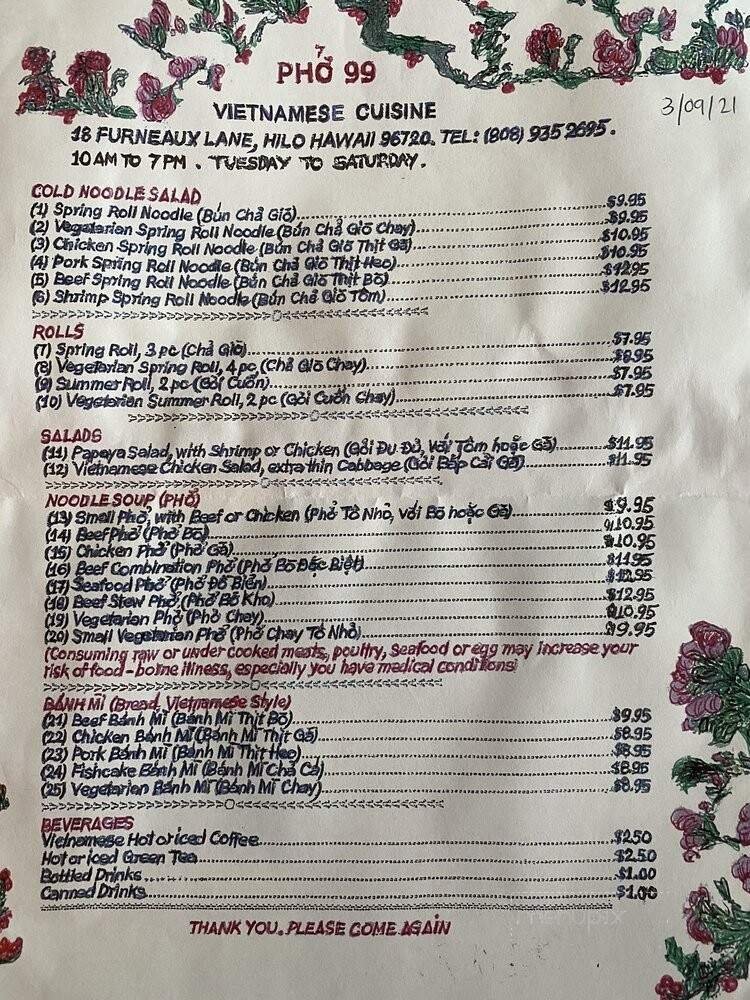 PHỞ 99
3/09/21
VIETNAMESE CUISINE
18 FURNEAUX LANE, HILO HAWAII 96720. TEL: (808) 935 2695.
10 AM TO 7 PM. TUESDAY TO SATURDAY.
COLD NOODLE SALAD
(1) Spring Roll Noodle (Bún Chả Giò)........$9.95
(2) Vegetarian Spring Roll Noodle (Bún Chả Giò Chay)........$9.95
(3) Chicken Spring Roll Noodle (Bún Chả Giò Thịt Gà)........$10.95
(4) Pork Spring Roll Noodle (Bún Chả Giò Thịt Heo)........$10.95
(5) Beef Spring Roll Noodle (Bún Chả Giò Thịt Bò)........$12.95
(6) Shrimp Spring Roll Noodle (Bún Chả Giò Tôm)........$12.95
ROLLS
(7) Spring Roll, 3 pc (Chả Giò)........$7.95
(8) Vegetarian Spring Roll, 4 pc (Chả Giò Chay)........$8.95
(9) Summer Roll, 2 pc (Gỏi Cuốn)........$7.95
(10) Vegetarian Summer Roll, 2 pc (Gỏi Cuốn Chay)........$7.95
SALADS
(11) Papaya Salad, with Shrimp or Chicken (Gỏi Đu Đủ, Với Tôm hoặc Gà)........$11.95
(12) Vietnamese Chicken Salad, extra thin Cabbage (Gỏi Bắp Cải Gà)........$11.95
NOODLE SOUP (PHỞ)
(13) Small Phở, with Beef or Chicken (Phở Tô Nhỏ, Với Bò hoặc Gà)........$9.95
(14) Beef Phở (Phở Bò)........$10.95
(15) Chicken Phở (Phở Gà)........$10.95
(16) Beef Combination Phở (Phở Bò Đặc Biệt)........$11.95
(17) Seafood Phở (Phở Đồ Biển)........$12.95
(18) Beef Stew Phở (Phở Bò Kho)........$12.95
(19) Vegetarian Phở (Phở Chay)........$10.95
(20) Small Vegetarian Phở (Phở Chay Tô Nhỏ)........$9.95
(Consuming raw or under cooked meats, poultry, seafood or egg may increase your
risk of food-borne illness, especially you have medical conditions)
BÁNH MÌ (Bread, Vietnamese Style)
(21) Beef Bánh Mì (Bánh Mì Thịt Bò)........$9.95
(22) Chicken Bánh Mì (Bánh Mì Thịt Gà)........$8.95
(23) Pork Bánh Mì (Bánh Mì Thịt Heo)........$8.95
(24) Fishcake Bánh Mì (Bánh Mì Chả Cá)........$8.95
(25) Vegetarian Bánh Mì (Bánh Mì Chay)........$8.95
BEVERAGES
Vietnamese Hot or iced Coffee........$2.50
Hot or iced Green Tea........$2.50
Bottled Drinks........$1.00
Canned Drinks........$1.00
THANK YOU. PLEASE COME AGAIN